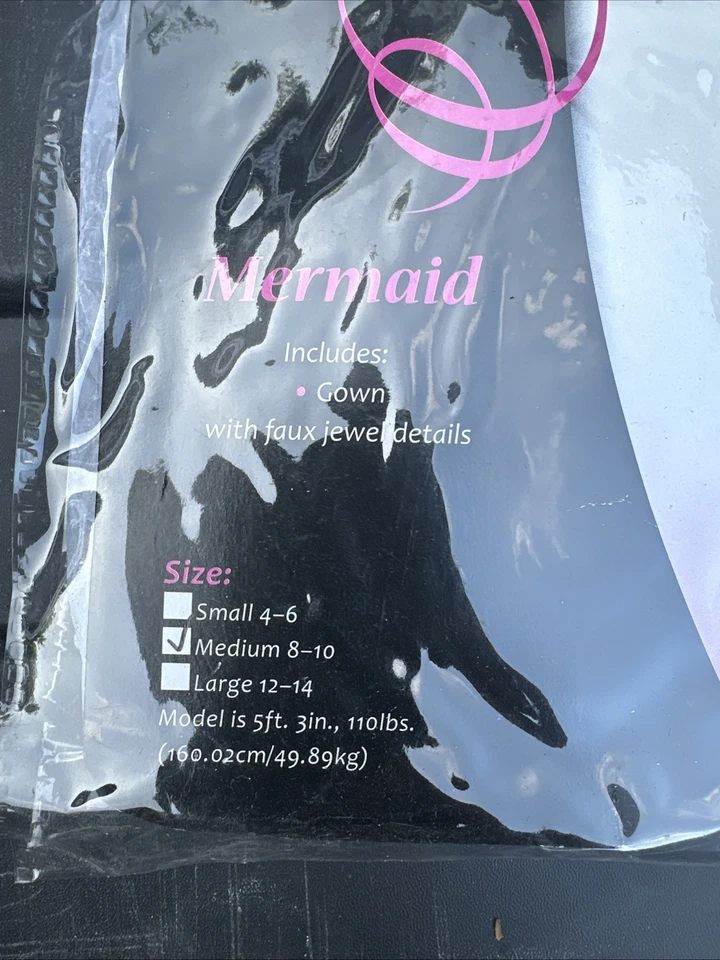 Mermaid
Includes:
• Gown
with faux jewel details
Size:
Small 4–6
Medium 8–10
Large 12–14
Model is 5ft. 3in., 110lbs.
(160.02cm/49.89kg)